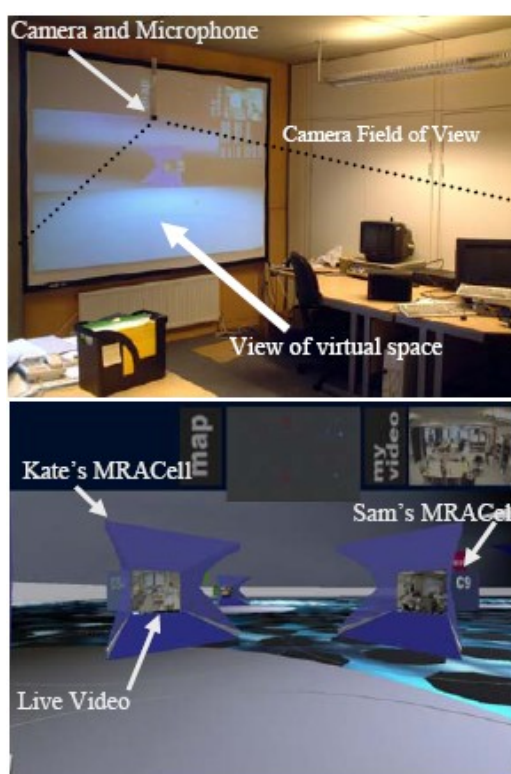 Camera and Microphone
map
Camera Field of View
View of virtual space
map
my
video
Kate's MRACell
Sam's MRACell
C9
Live Video